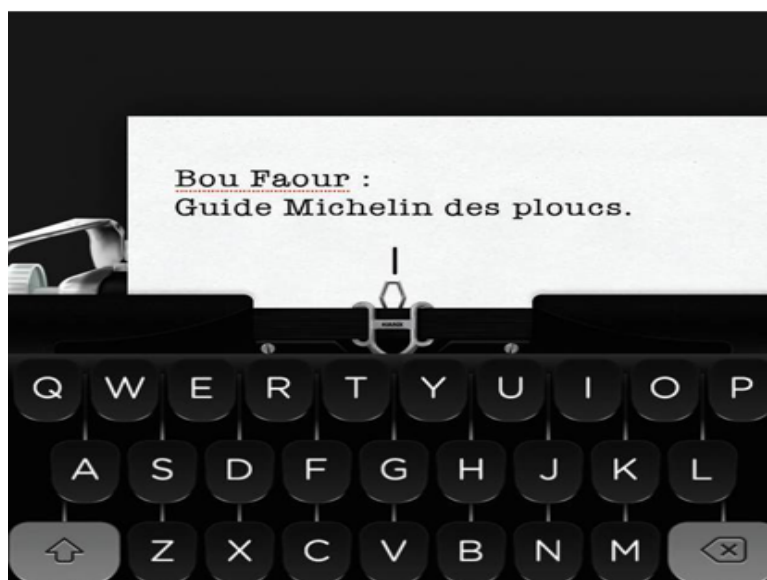 Bou Faour :
Guide Michelin des ploucs.
Q W E R T Y U I O P
A S D F G H J K L
Z X C V B N M